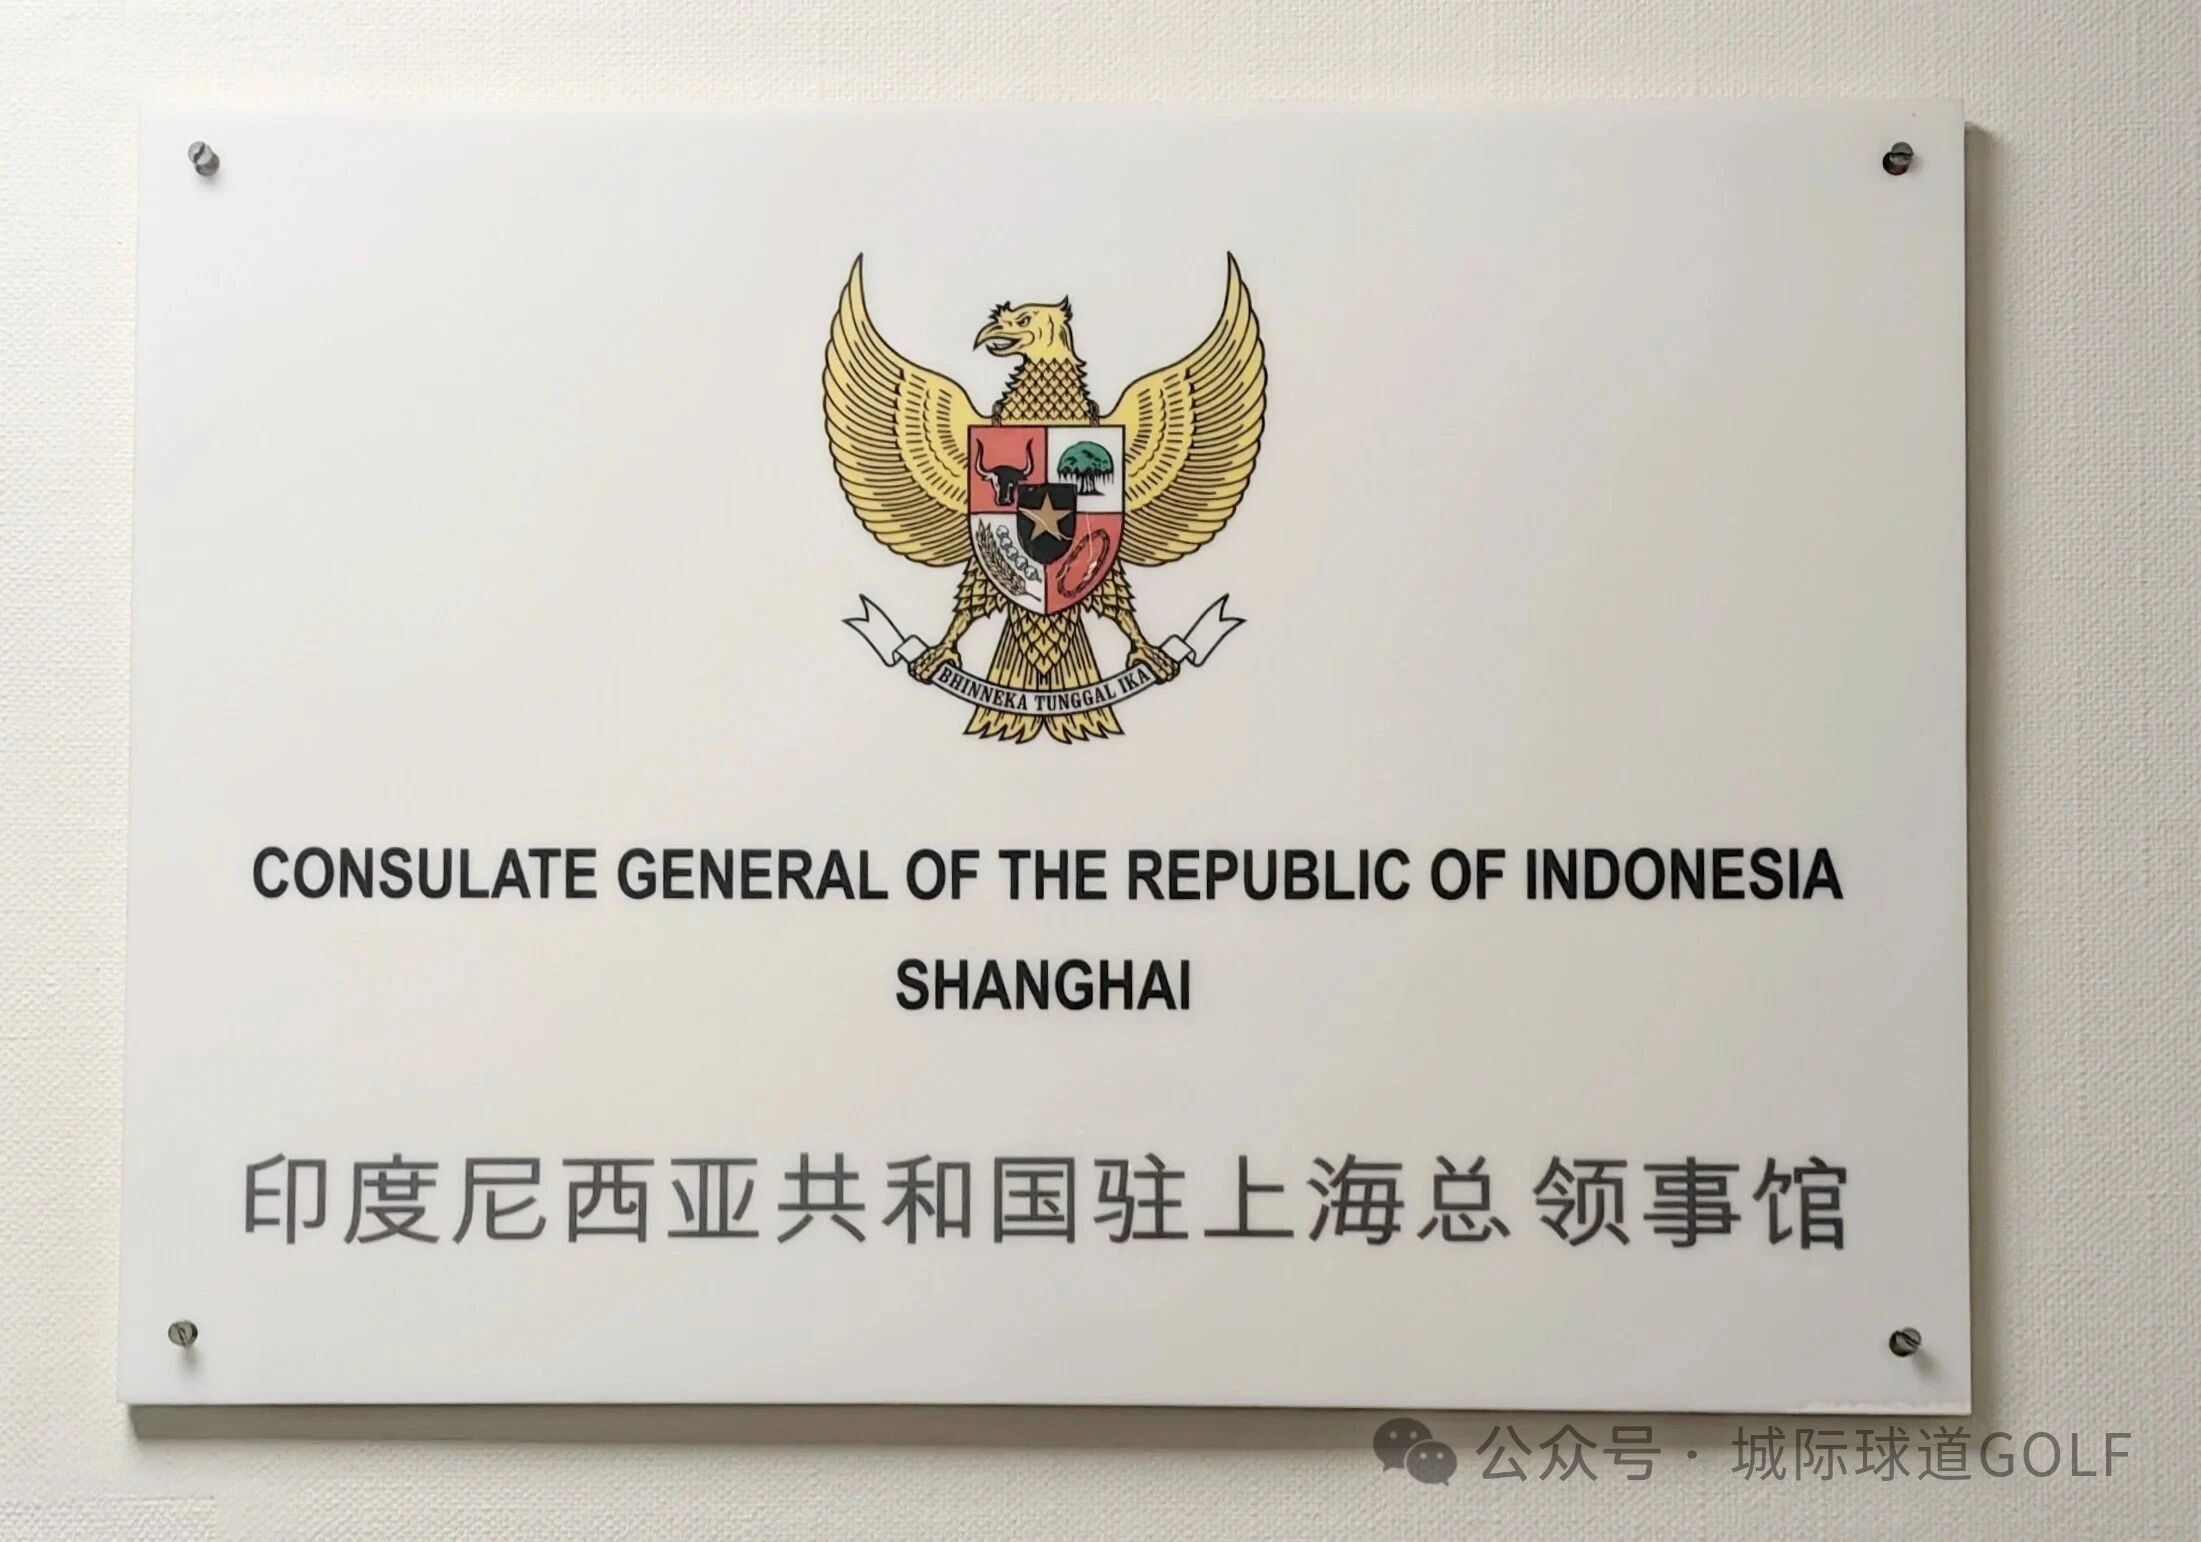 BHINNEKA TUNGGAL IKA
CONSULATE GENERAL OF THE REPUBLIC OF INDONESIA
SHANGHAI
印度尼西亚共和国驻上海总领事馆
公众号 · 城际球道GOLF